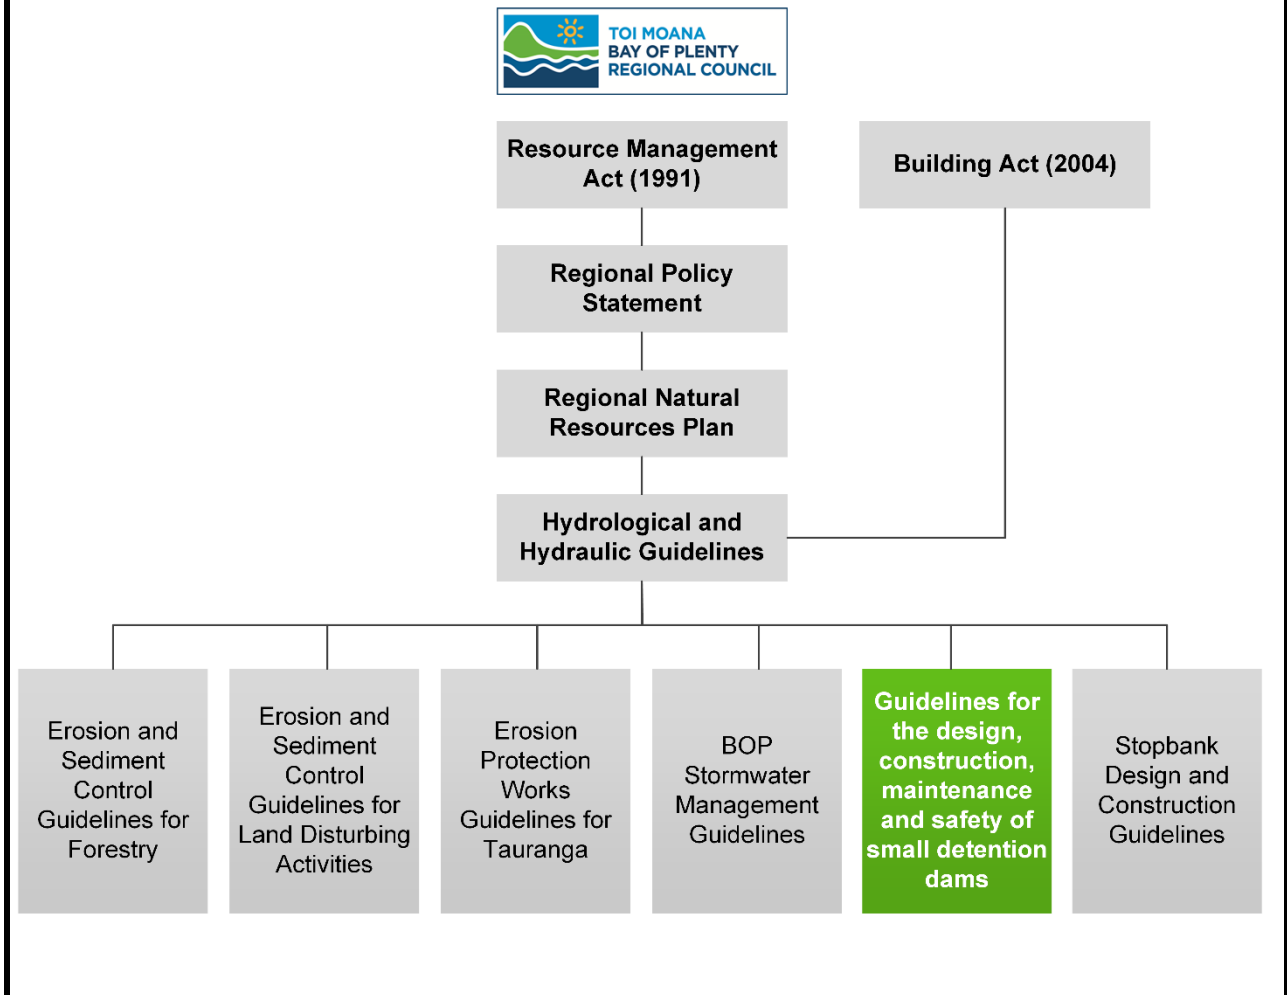 TOI MOANA
BAY OF PLENTY
REGIONAL COUNCIL
Resource Management
Act (1991)
Building Act (2004)
Regional Policy
Statement
Regional Natural
Resources Plan
Hydrological and
Hydraulic Guidelines
Erosion and
Sediment
Control
Guidelines for
Forestry
Erosion and
Sediment
Control
Guidelines for
Land Disturbing
Activities
Erosion
Protection
Works
Guidelines for
Tauranga
BOP
Stormwater
Management
Guidelines
Guidelines for
the design,
construction,
maintenance
and safety of
small detention
dams
Stopbank
Design and
Construction
Guidelines